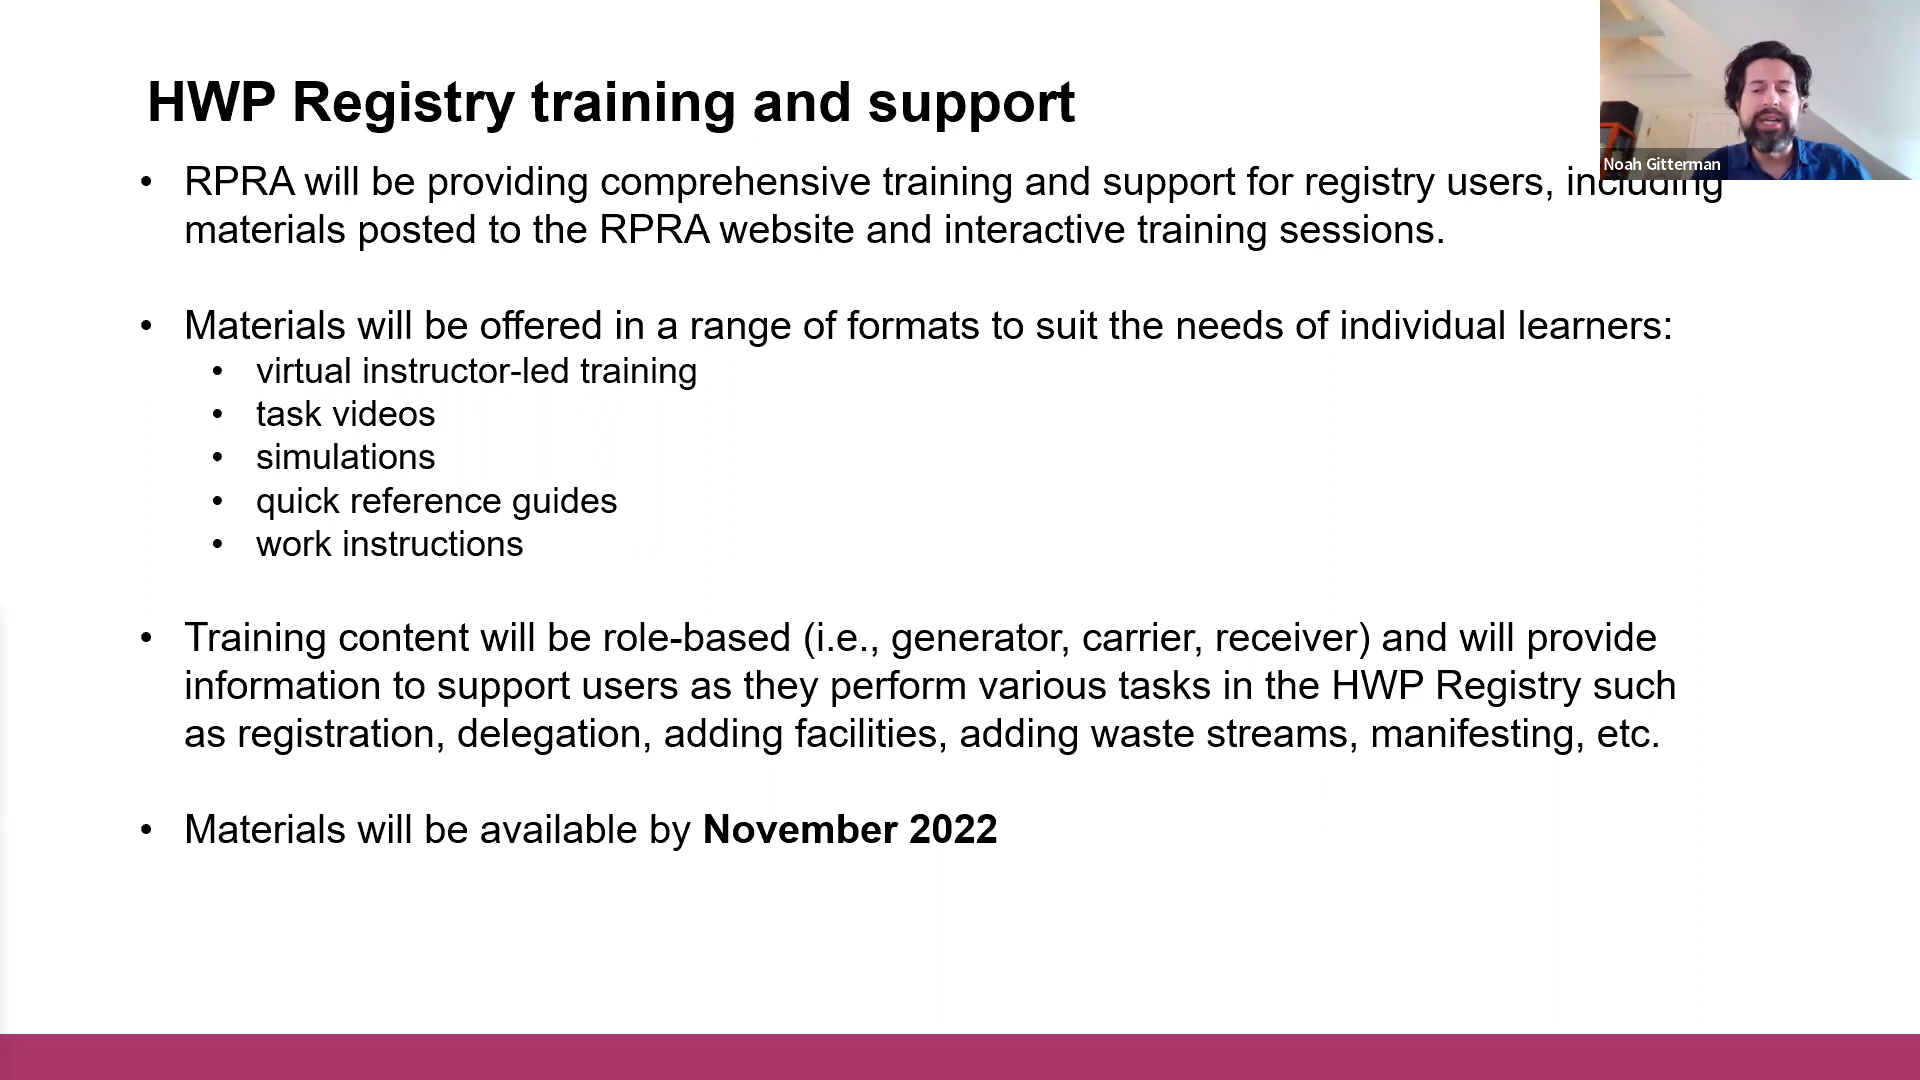 HWP Registry training and support
Noah Gitterman
• RPRA will be providing comprehensive training and support for registry users, including
materials posted to the RPRA website and interactive training sessions.
• Materials will be offered in a range of formats to suit the needs of individual learners:
• virtual instructor-led training
• task videos
• simulations
• quick reference guides
• work instructions
• Training content will be role-based (i.e., generator, carrier, receiver) and will provide
information to support users as they perform various tasks in the HWP Registry such
as registration, delegation, adding facilities, adding waste streams, manifesting, etc.
• Materials will be available by November 2022